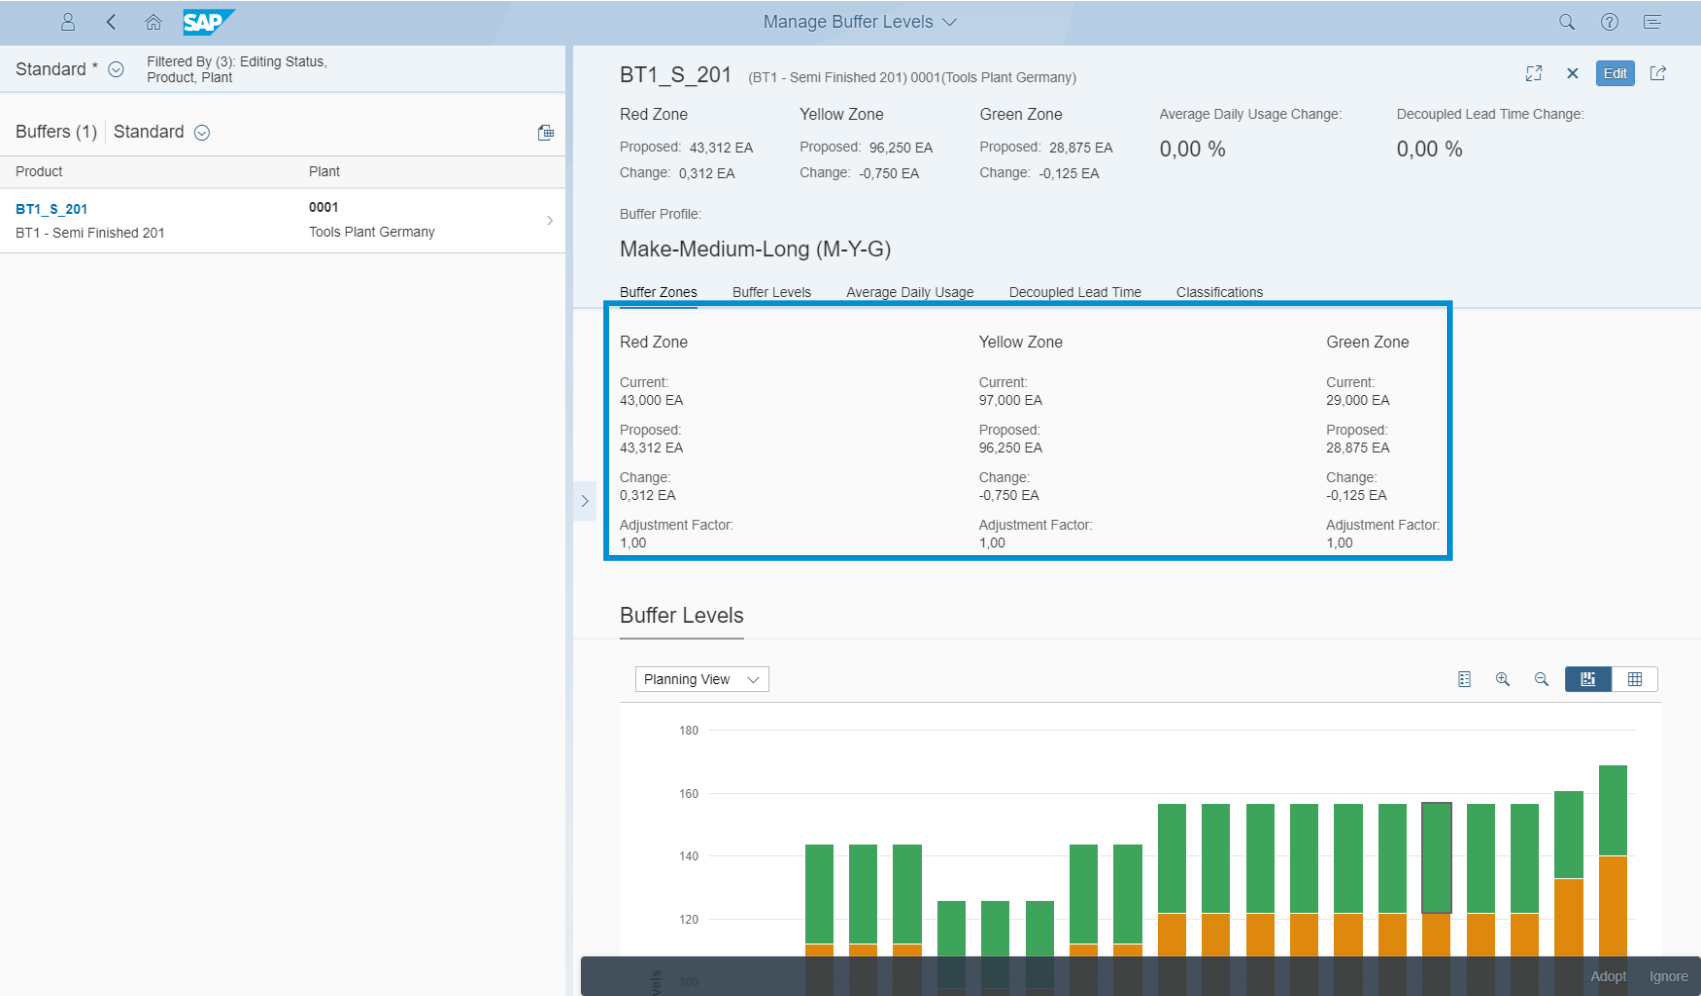 SAP
Manage Buffer Levels
Standard *
Filtered By (3): Editing Status,
Product, Plant
Buffers (1) Standard
Product Plant
BT1_S_201 0001
BT1 - Semi Finished 201 Tools Plant Germany
BT1_S_201 (BT1 - Semi Finished 201) 0001(Tools Plant Germany)
Edit
Red Zone Yellow Zone Green Zone Average Daily Usage Change: Decoupled Lead Time Change:
Proposed: 43,312 EA Proposed: 96,250 EA Proposed: 28,875 EA 0,00 % 0,00 %
Change: 0,312 EA Change: -0,750 EA Change: -0,125 EA
Buffer Profile:
Make-Medium-Long (M-Y-G)
Buffer Zones Buffer Levels Average Daily Usage Decoupled Lead Time Classifications
Red Zone Yellow Zone Green Zone
Current: Current: Current:
43,000 EA 97,000 EA 29,000 EA
Proposed: Proposed: Proposed:
43,312 EA 96,250 EA 28,875 EA
Change: Change: Change:
0,312 EA -0,750 EA -0,125 EA
Adjustment Factor: Adjustment Factor: Adjustment Factor:
1,00 1,00 1,00
Buffer Levels
Planning View
180
160
140
120
100
Adopt Ignore